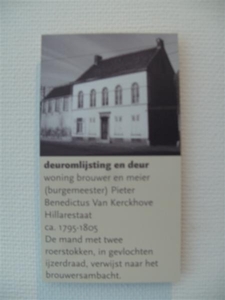 deuromlijsting en deur
woning brouwer en meier
(burgemeester) Pieter
Benedictus Van Kerckhove
Hillarestaat
ca. 1795-1805
De mand met twee
roerstokken, in gevlochten
ijzerdraad, verwijst naar het
brouwersambacht.